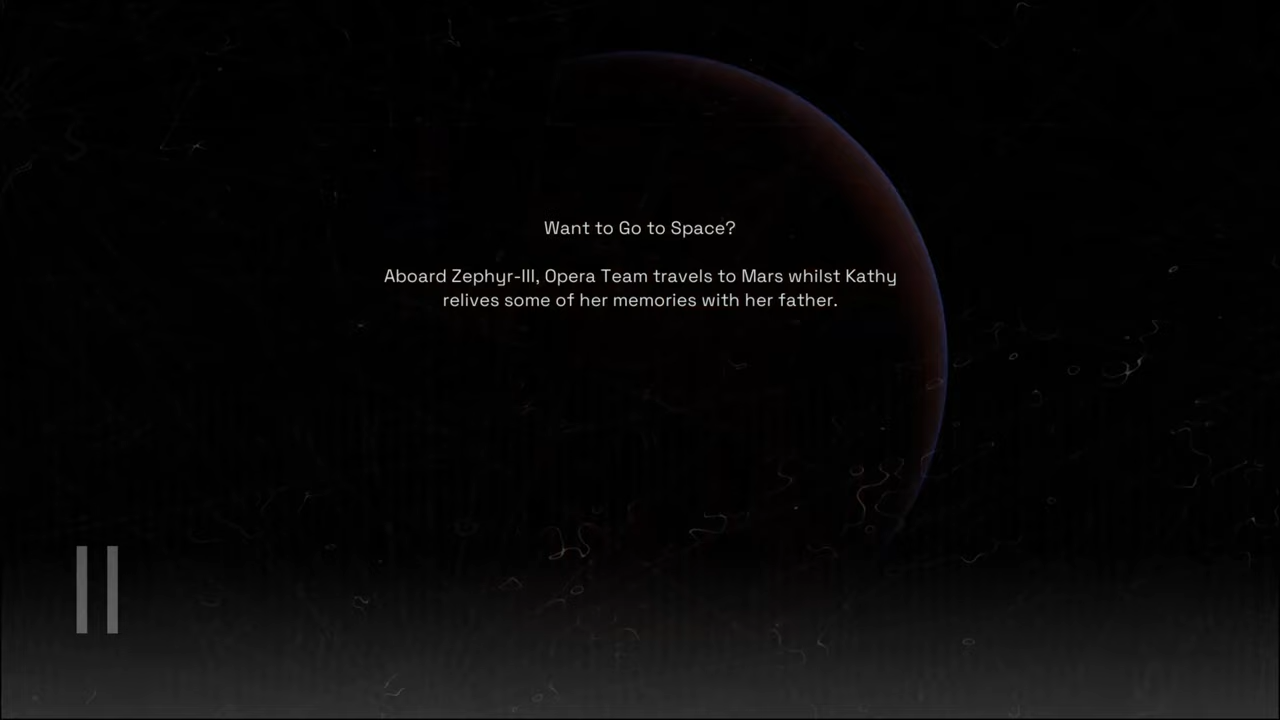 Want to Go to Space?
Aboard Zephyr-III, Opera Team travels to Mars whilst Kathy
relives some of her memories with her father.